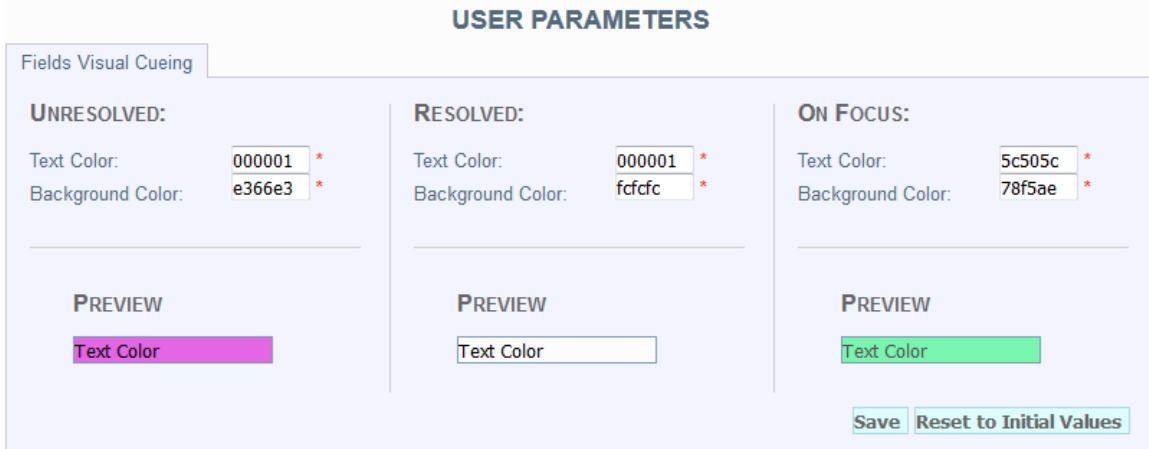 USER PARAMETERS
Fields Visual Cueing
UNRESOLVED:
Text Color: 000001 *
Background Color: e366e3 *
PREVIEW
Text Color
RESOLVED:
Text Color: 000001 *
Background Color: fcfcfc *
PREVIEW
Text Color
ON FOCUS:
Text Color: 5c505c *
Background Color: 78f5ae *
PREVIEW
Text Color
Save Reset to Initial Values